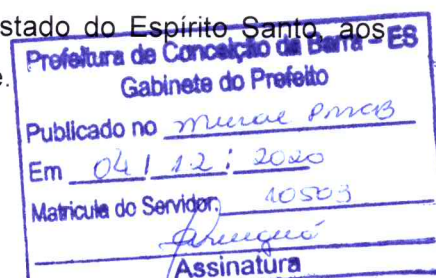 stado do Espírito Santo, aos
e.
Prefeitura de Conceição da Barra - ES
Gabinete do Prefeito
Publicado no mural PMCB
Em 04 / 12 / 2020
Matricula do Servidor: 10503
Assinatura